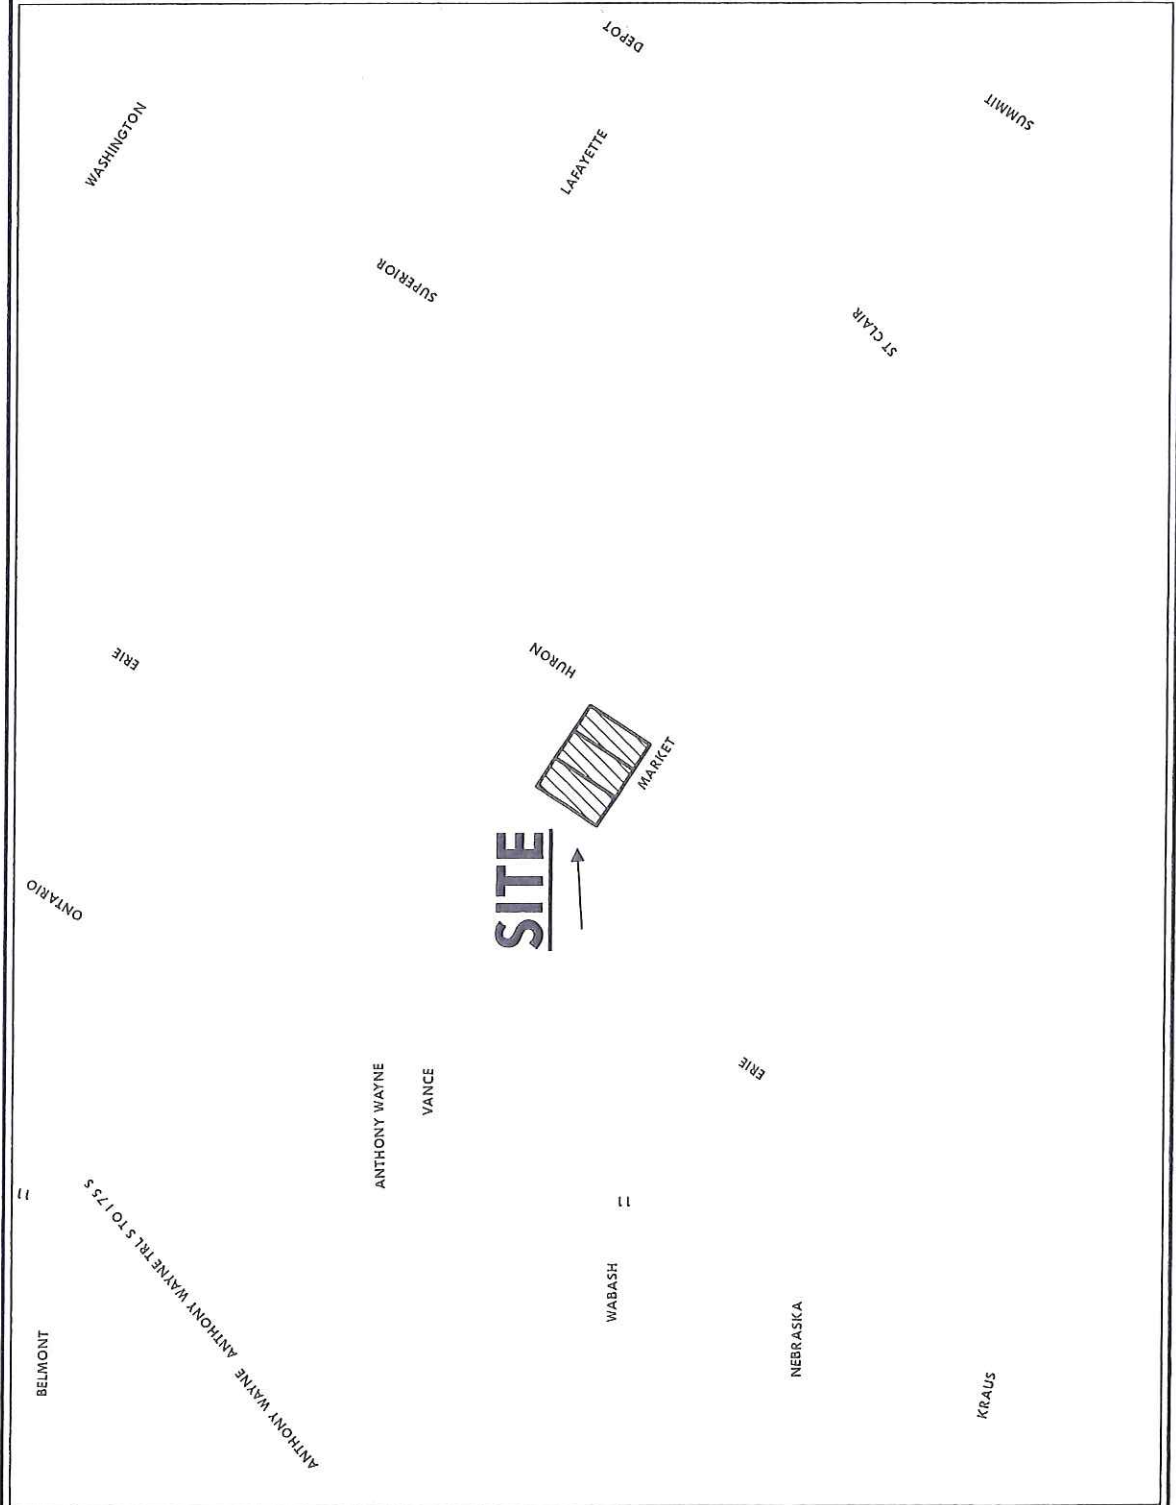 DEPOT
SUMMIT
WASHINGTON
LAFAYETTE
SUPERIOR
ST CLAIR
ERIE
HURON
MARKET
SITE
ONTARIO
ANTHONY WAYNE
VANCE
ERIE
11
11
ANTHONY WAYNE ANTHONY WAYNE TRL S TO I 75 S
WABASH
NEBRASKA
BELMONT
KRAUS